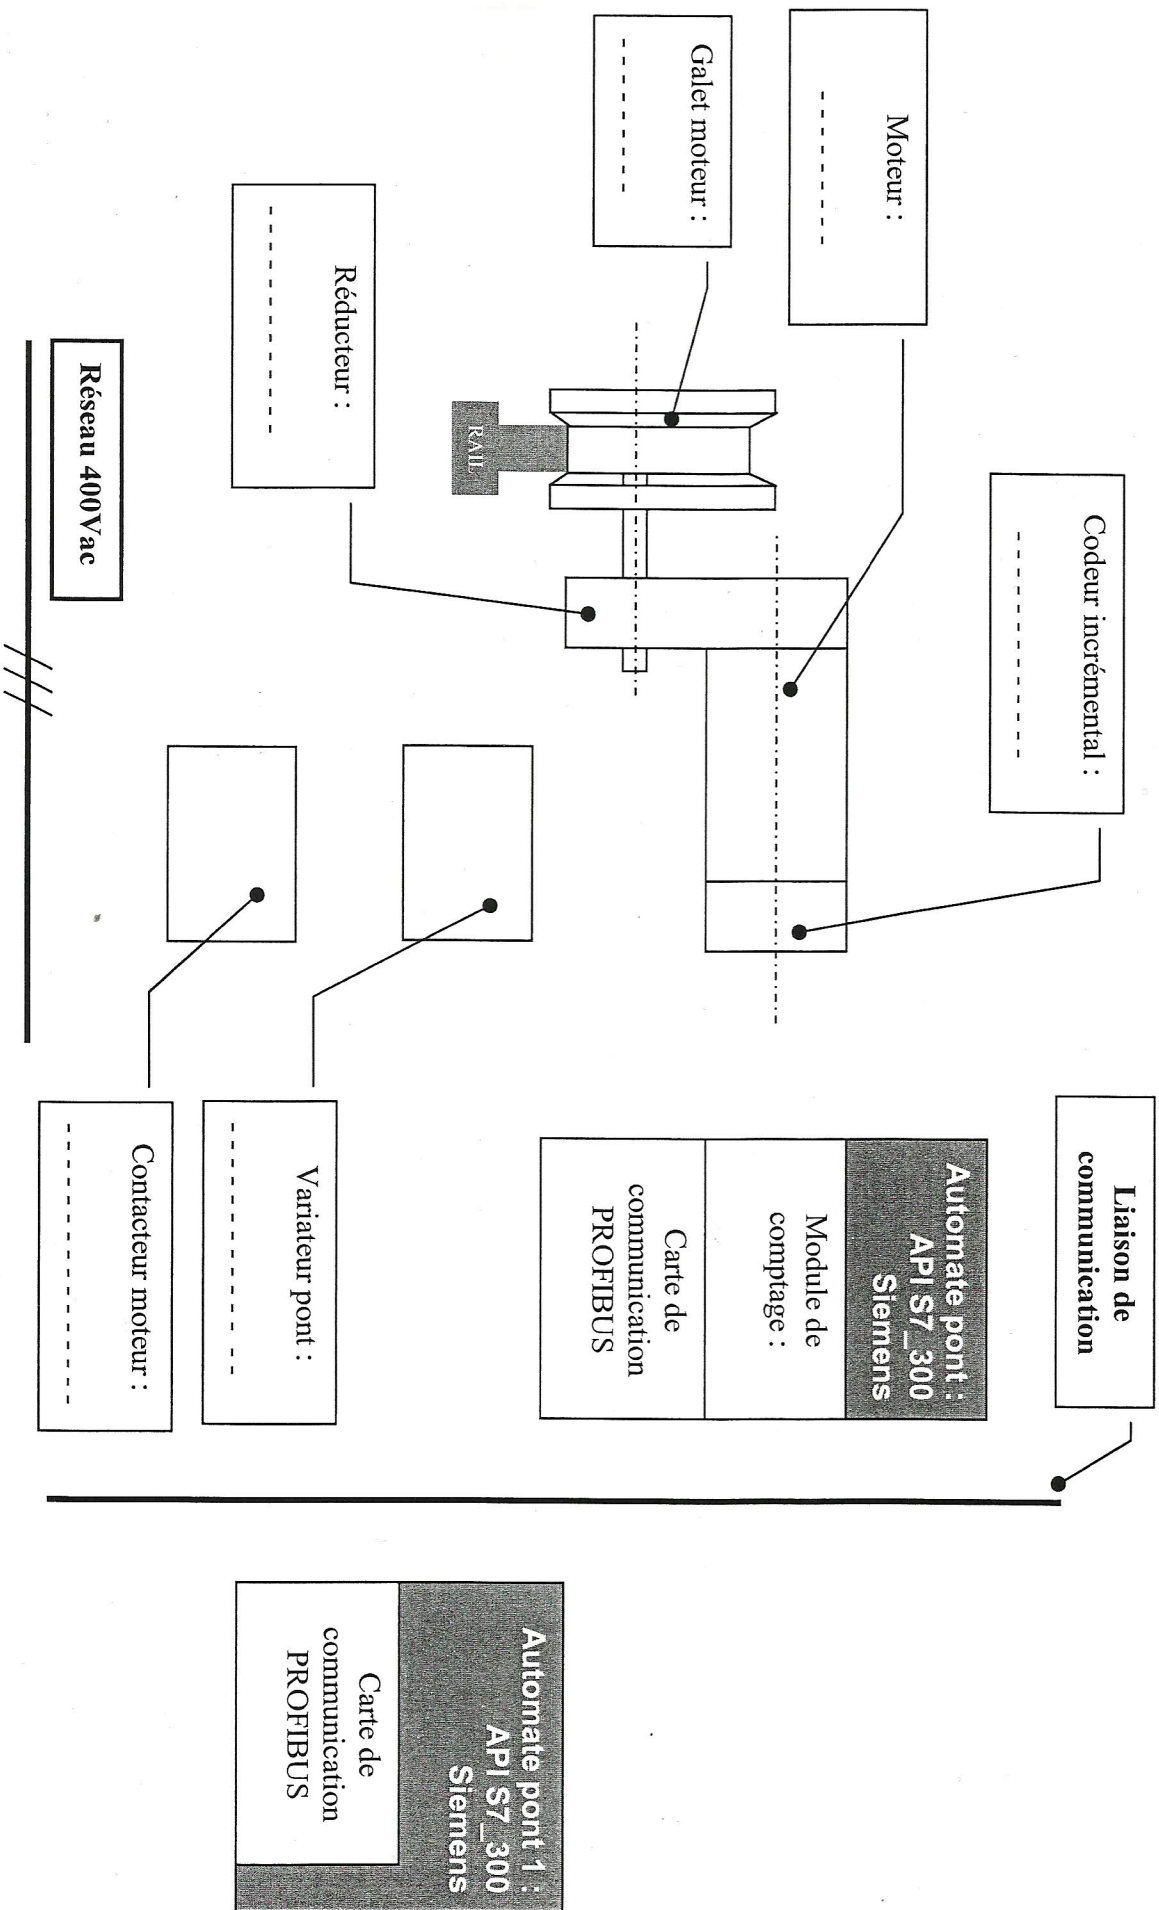 Liaison de
communication
Codeur incrémental :
Moteur :
Galet moteur :
Automate pont :
API S7_300
Siemens
Module de
comptage :
Carte de
communication
PROFIBUS
Automate pont 1 :
API S7_300
Siemens
Carte de
communication
PROFIBUS
RAIL
Réducteur :
Variateur pont :
Contacteur moteur :
Réseau 400Vac